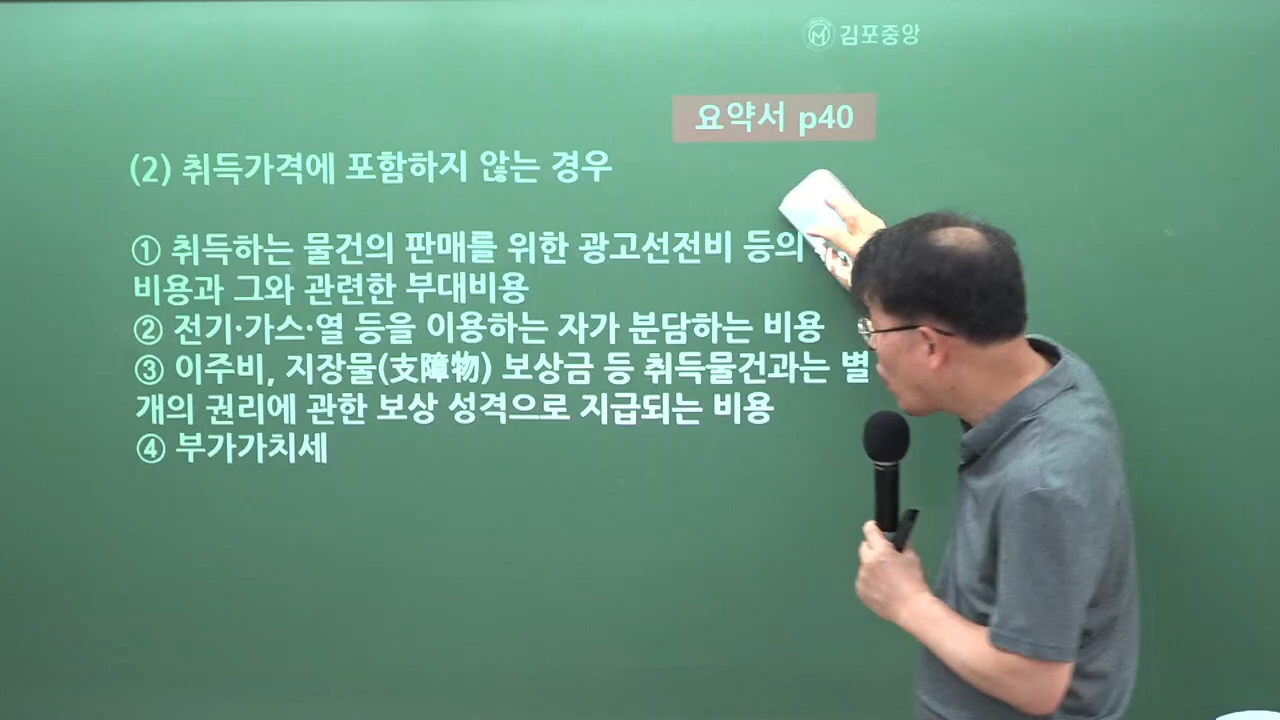 김포중앙
요약서 p40
(2) 취득가격에 포함하지 않는 경우
① 취득하는 물건의 판매를 위한 광고선전비 등의
비용과 그와 관련한 부대비용
② 전기·가스·열 등을 이용하는 자가 분담하는 비용
③ 이주비, 지장물(支障物) 보상금 등 취득물건과는 별
개의 권리에 관한 보상 성격으로 지급되는 비용
④ 부가가치세